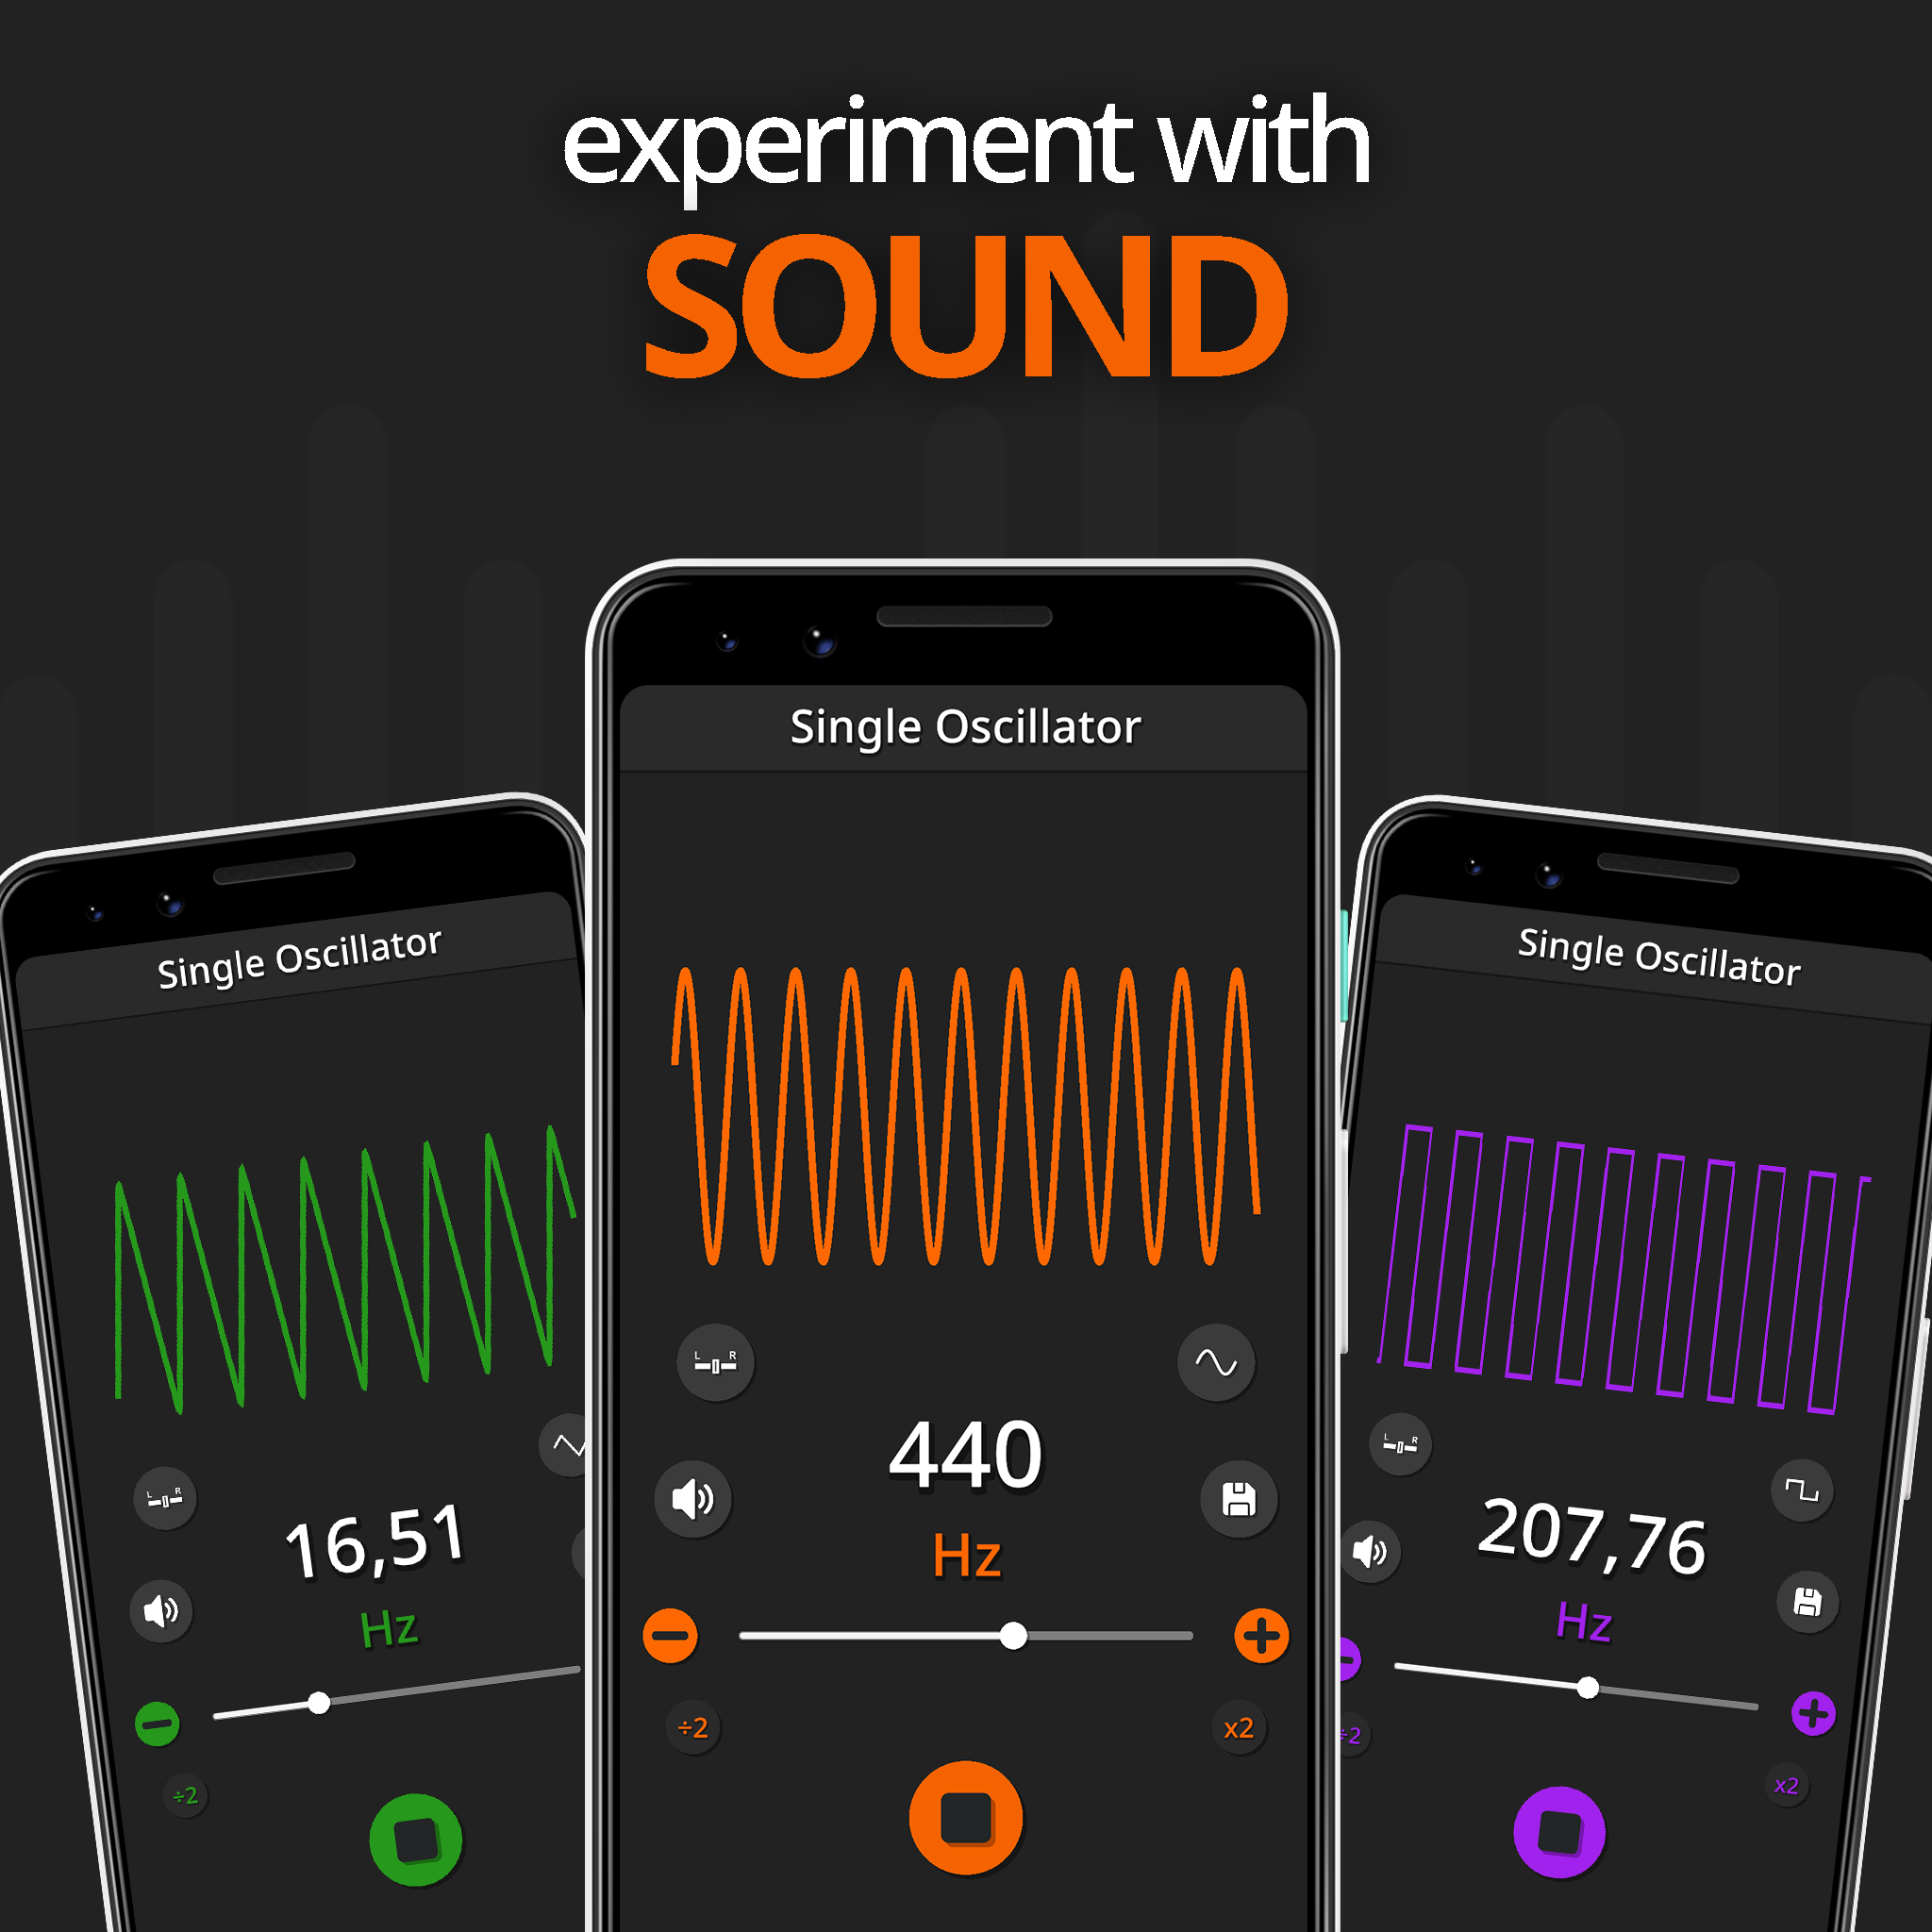 experiment with
SOUND
Single Oscillator
L R
440
Hz
÷2
x2
Single Oscillator
L R
16,51
Hz
÷2
Single Oscillator
L R
207,76
Hz
÷2
x2